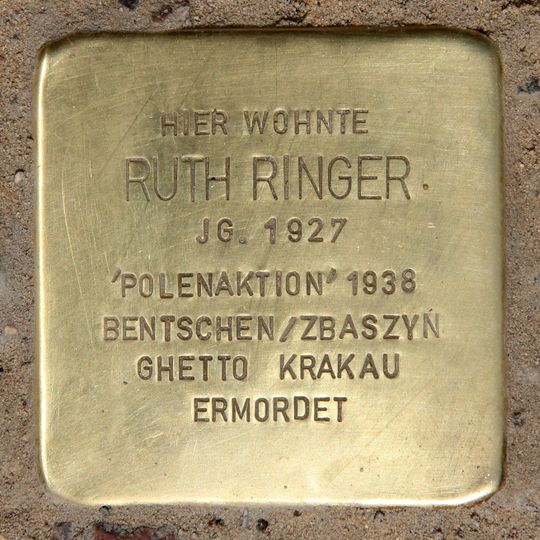 HIER WOHNTE
RUTH RINGER
JG. 1927
'POLENAKTION' 1938
BENTSCHEN/ZBASZYŃ
GHETTO KRAKAU
ERMORDET